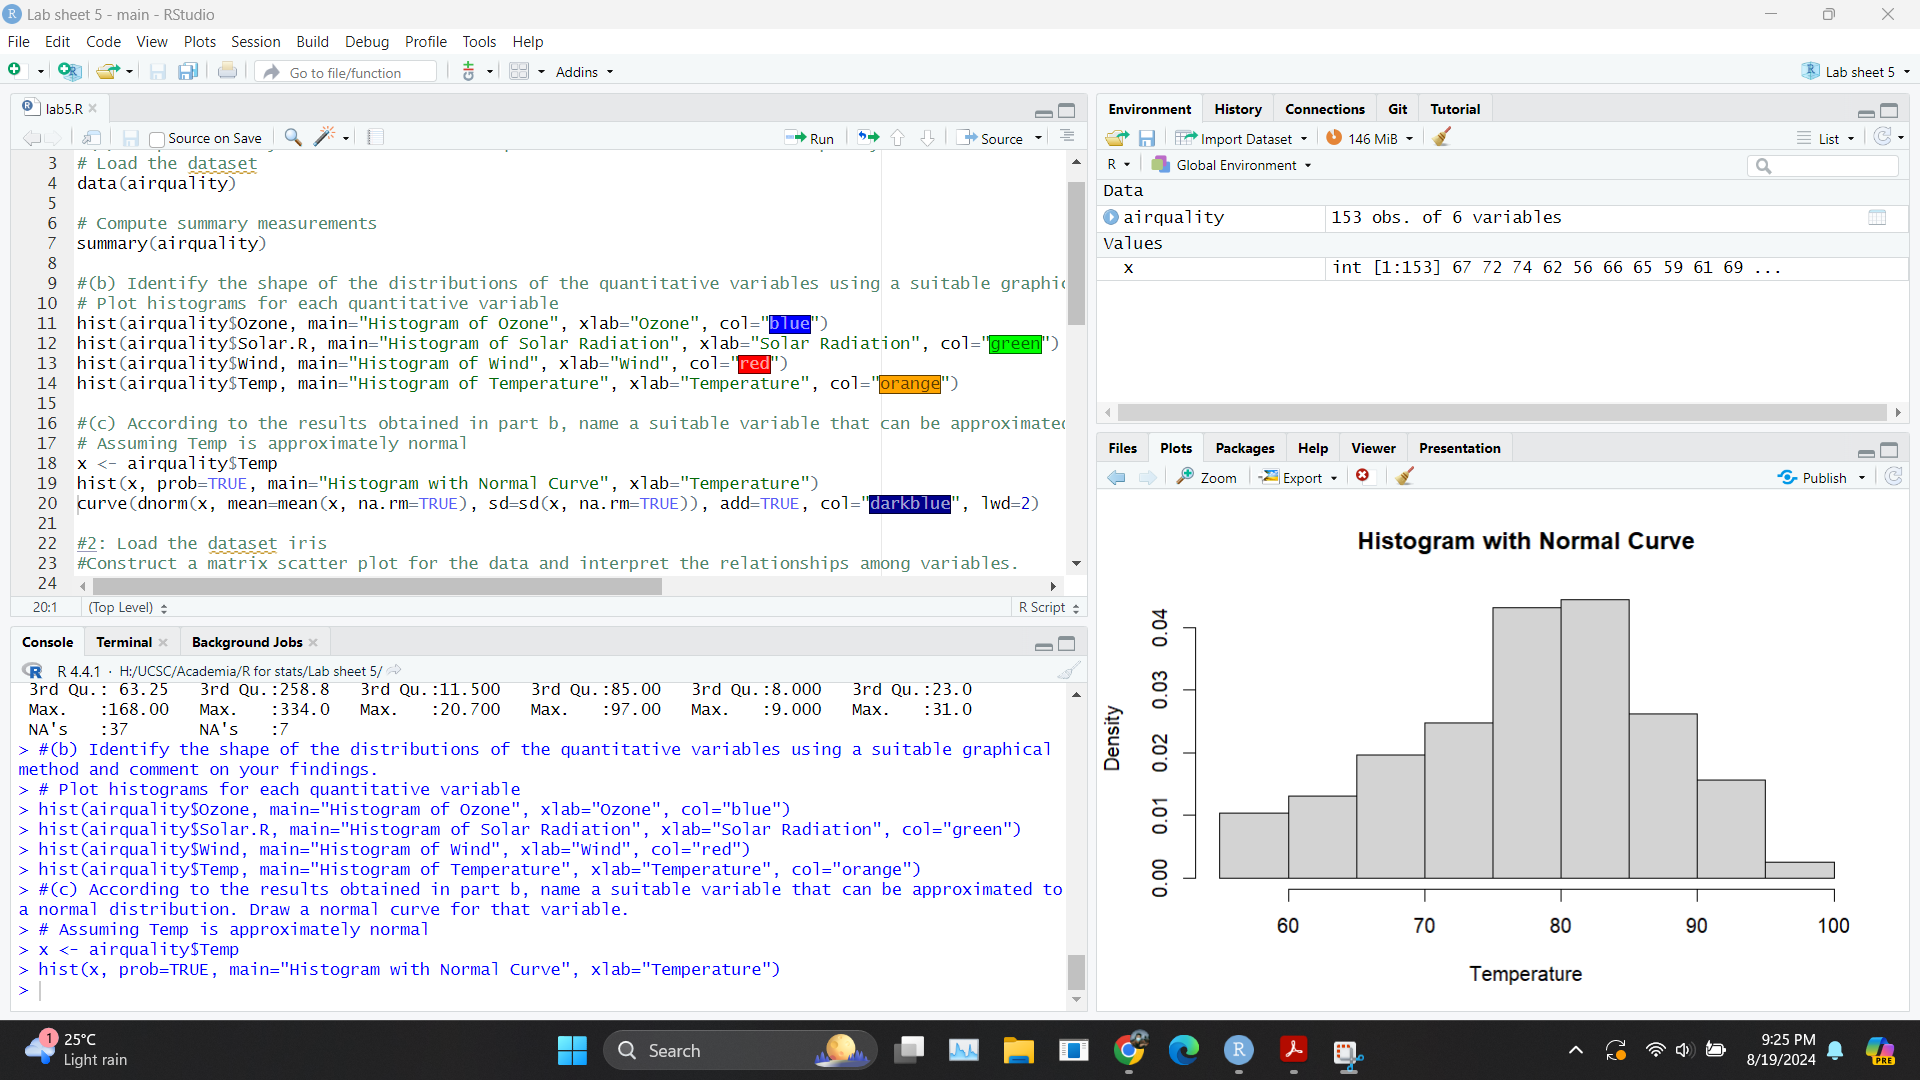 Lab sheet 5 - main - RStudio
File Edit Code View Plots Session Build Debug Profile Tools Help
Go to file/function
Addins
Lab sheet 5
lab5.R
Source on Save
Run
Source
3 # Load the dataset
4 data(airquality)
5
6 # Compute summary measurements
7 summary(airquality)
8
9 #(b) Identify the shape of the distributions of the quantitative variables using a suitable graphic
10 # Plot histograms for each quantitative variable
11 hist(airquality$Ozone, main="Histogram of Ozone", xlab="Ozone", col="blue")
12 hist(airquality$Solar.R, main="Histogram of Solar Radiation", xlab="Solar Radiation", col="green")
13 hist(airquality$Wind, main="Histogram of Wind", xlab="Wind", col="red")
14 hist(airquality$Temp, main="Histogram of Temperature", xlab="Temperature", col="orange")
15
16 #(c) According to the results obtained in part b, name a suitable variable that can be approximated
17 # Assuming Temp is approximately normal
18 x <- airquality$Temp
19 hist(x, prob=TRUE, main="Histogram with Normal Curve", xlab="Temperature")
20 curve(dnorm(x, mean=mean(x, na.rm=TRUE), sd=sd(x, na.rm=TRUE)), add=TRUE, col="darkblue", lwd=2)
21
22 #2: Load the dataset iris
23 #Construct a matrix scatter plot for the data and interpret the relationships among variables.
24
20:1 (Top Level) R Script
Console Terminal Background Jobs
R 4.4.1 · H:/UCSC/Academia/R for stats/Lab sheet 5/
3rd Qu.: 63.25 3rd Qu.:258.8 3rd Qu.:11.500 3rd Qu.:85.00 3rd Qu.:8.000 3rd Qu.:23.0
Max. :168.00 Max. :334.0 Max. :20.700 Max. :97.00 Max. :9.000 Max. :31.0
NA's :37 NA's :7
> #(b) Identify the shape of the distributions of the quantitative variables using a suitable graphical
method and comment on your findings.
> # Plot histograms for each quantitative variable
> hist(airquality$Ozone, main="Histogram of Ozone", xlab="Ozone", col="blue")
> hist(airquality$Solar.R, main="Histogram of Solar Radiation", xlab="Solar Radiation", col="green")
> hist(airquality$Wind, main="Histogram of Wind", xlab="Wind", col="red")
> hist(airquality$Temp, main="Histogram of Temperature", xlab="Temperature", col="orange")
> #(c) According to the results obtained in part b, name a suitable variable that can be approximated to
a normal distribution. Draw a normal curve for that variable.
> # Assuming Temp is approximately normal
> x <- airquality$Temp
> hist(x, prob=TRUE, main="Histogram with Normal Curve", xlab="Temperature")
>
Environment History Connections Git Tutorial
Import Dataset 146 MiB List
R Global Environment
Data
airquality 153 obs. of 6 variables
Values
x int [1:153] 67 72 74 62 56 66 65 59 61 69 ...
Files Plots Packages Help Viewer Presentation
Zoom Export Publish
Histogram with Normal Curve
Density
0.04
0.03
0.02
0.01
0.00
60 70 80 90 100
Temperature
1
25°C
Light rain
Search
9:25 PM
8/19/2024
PRE